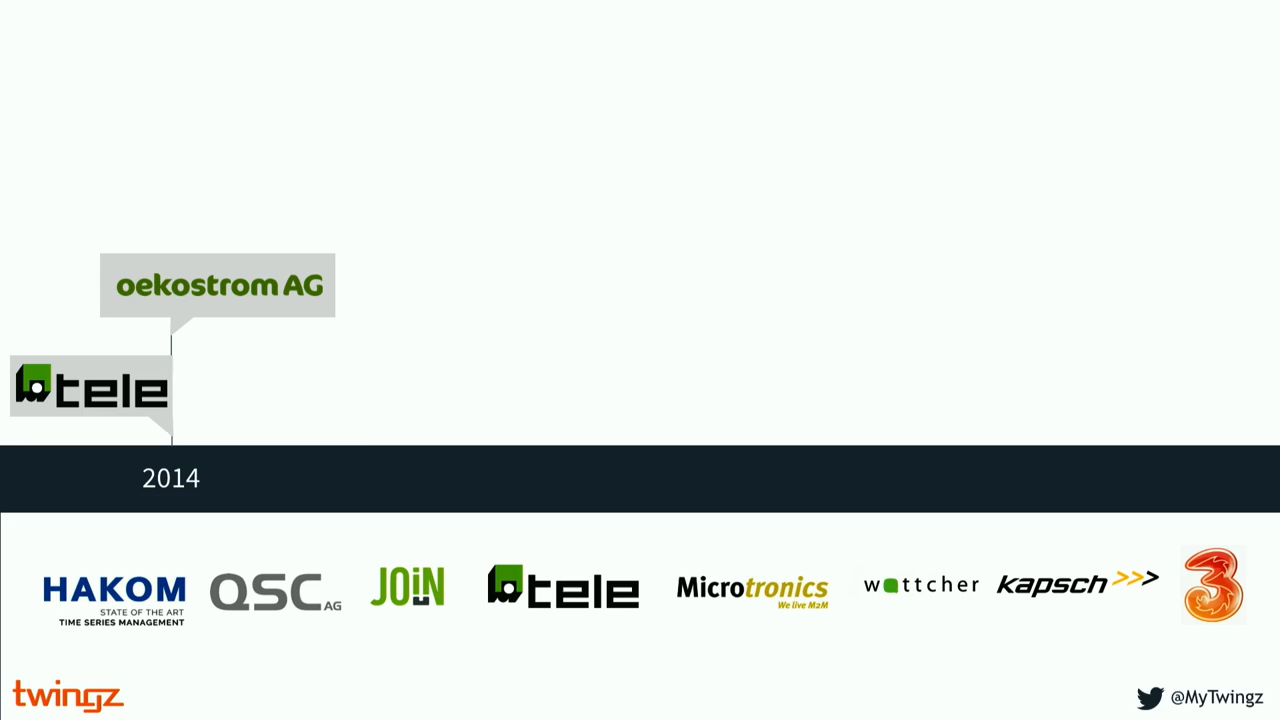 oekostrom AG
tele
2014
HAKOM
STATE OF THE ART
TIME SERIES MANAGEMENT
QSC AG
JOiN
tele
Microtronics
We live M2M
wattcher
kapsch >>>
3
twingz
@MyTwingz